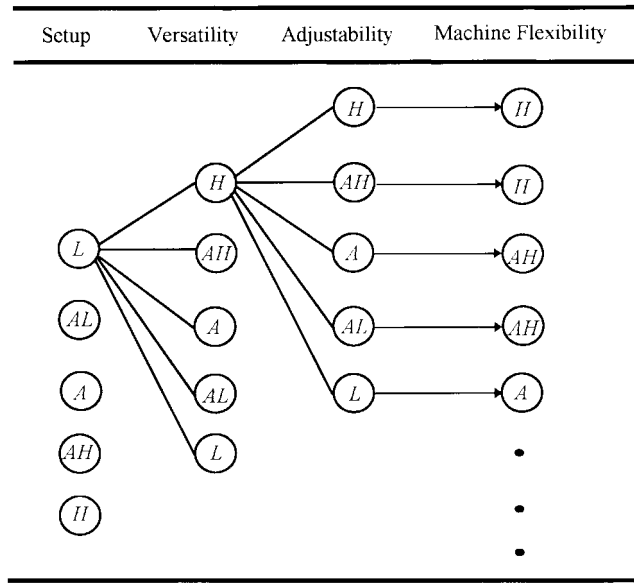 Setup Versatility Adjustability Machine Flexibility
H H
H AH H
L AH A AH
AL A AL AH
A AL L A
AH L
H